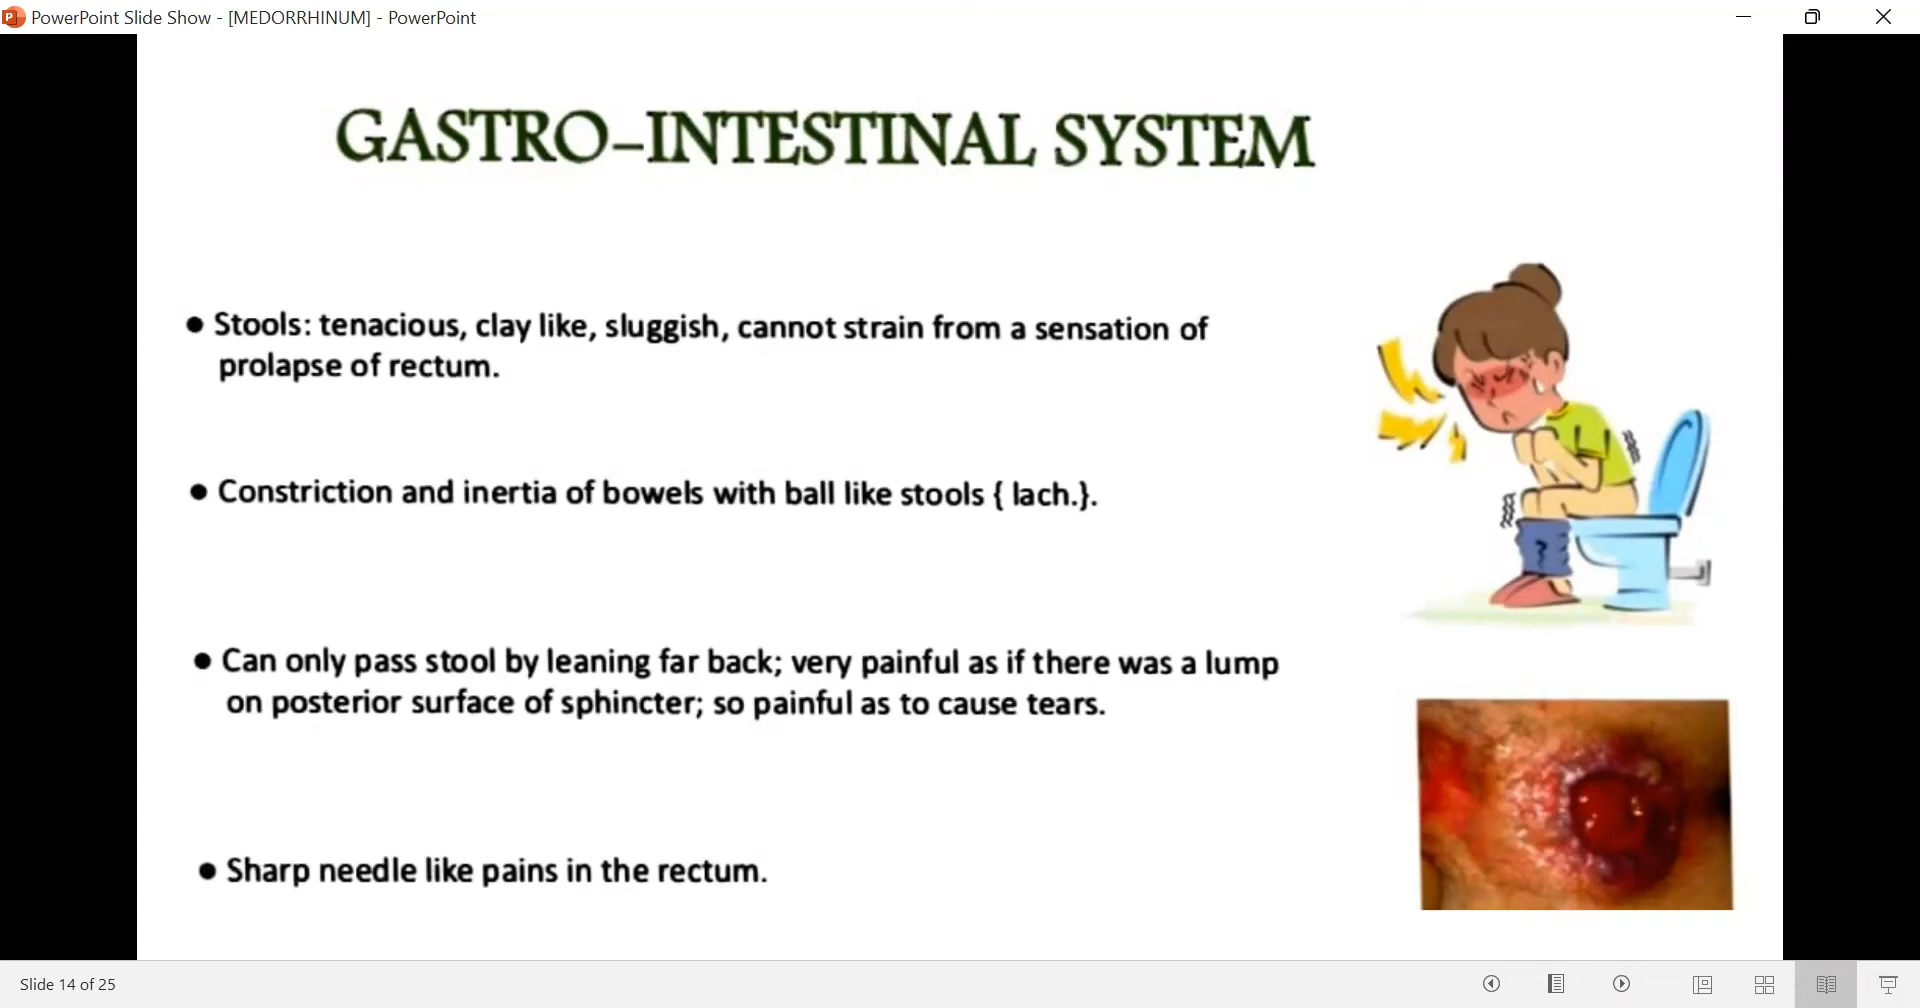 PowerPoint Slide Show - [MEDORRHINUM] - PowerPoint
GASTRO-INTESTINAL SYSTEM
● Stools: tenacious, clay like, sluggish, cannot strain from a sensation of
prolapse of rectum.
● Constriction and inertia of bowels with ball like stools { lach.}.
● Can only pass stool by leaning far back; very painful as if there was a lump
on posterior surface of sphincter; so painful as to cause tears.
● Sharp needle like pains in the rectum.
Slide 14 of 25